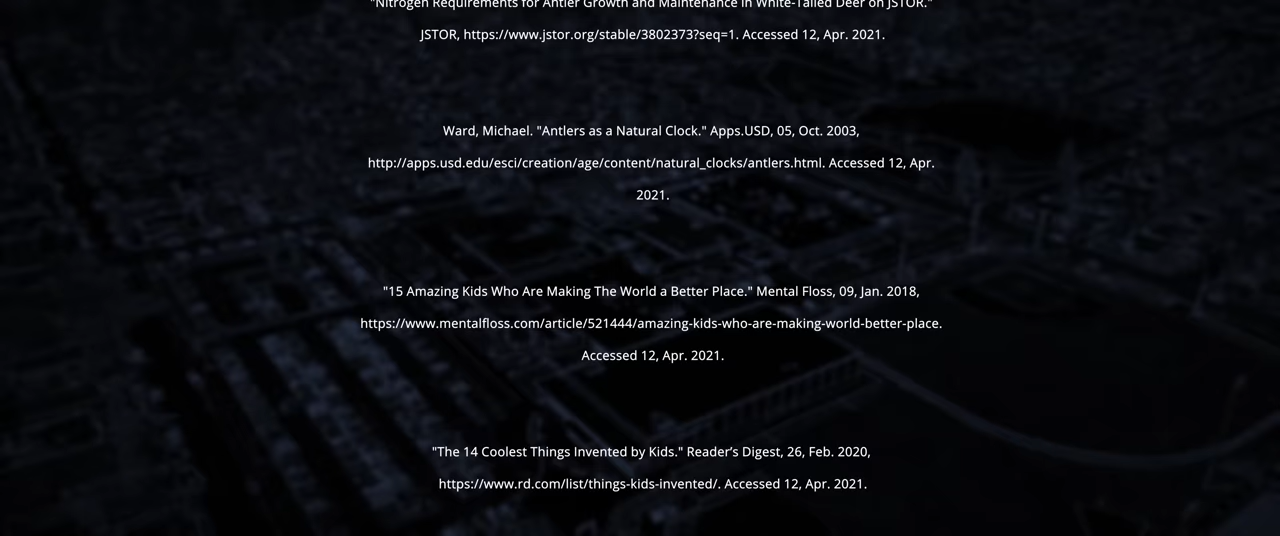 "Nitrogen Requirements for Antler Growth and Maintenance in White-Tailed Deer on JSTOR."
JSTOR, https://www.jstor.org/stable/3802373?seq=1. Accessed 12, Apr. 2021.
Ward, Michael. "Antlers as a Natural Clock." Apps.USD, 05, Oct. 2003,
http://apps.usd.edu/esci/creation/age/content/natural_clocks/antlers.html. Accessed 12, Apr.
2021.
"15 Amazing Kids Who Are Making The World a Better Place." Mental Floss, 09, Jan. 2018,
https://www.mentalfloss.com/article/521444/amazing-kids-who-are-making-world-better-place.
Accessed 12, Apr. 2021.
"The 14 Coolest Things Invented by Kids." Reader’s Digest, 26, Feb. 2020,
https://www.rd.com/list/things-kids-invented/. Accessed 12, Apr. 2021.